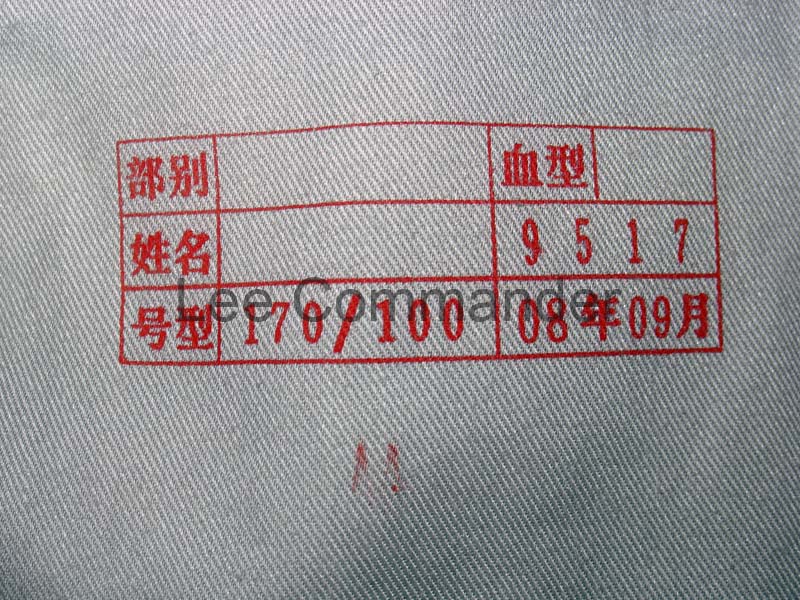 部别 血型
姓名 9517
号型 170/100 08年09月
Lee Commander